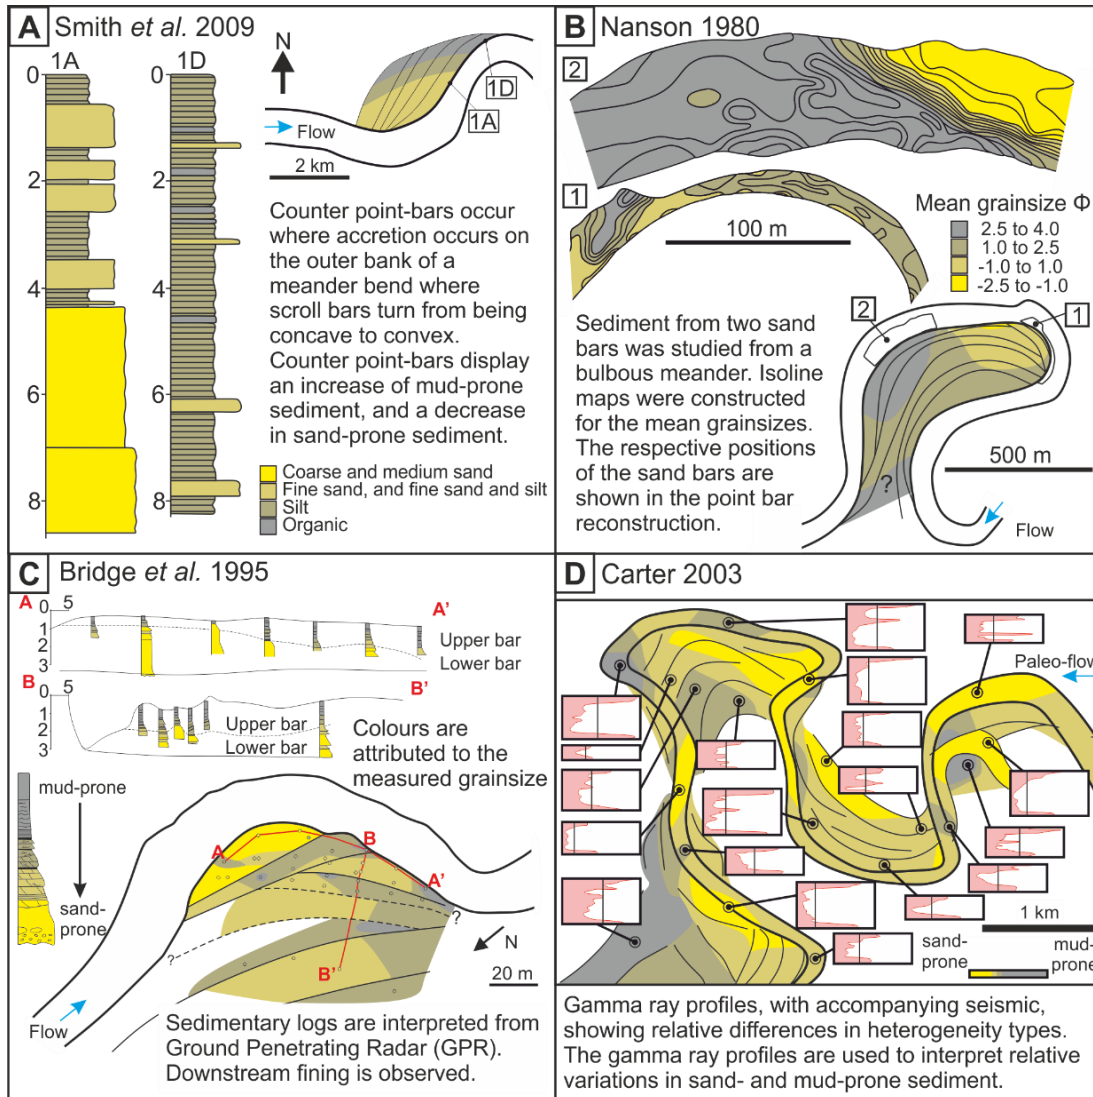 A Smith et al. 2009
1A
1D
0
2
4
6
8
0
2
4
6
8
N
Flow
2 km
1D
1A
Counter point-bars occur
where accretion occurs on
the outer bank of a
meander bend where
scroll bars turn from being
concave to convex.
Counter point-bars display
an increase of mud-prone
sediment, and a decrease
in sand-prone sediment.
Coarse and medium sand
Fine sand, and fine sand and silt
Silt
Organic
B Nanson 1980
2
1
100 m
Mean grainsize Φ
2.5 to 4.0
1.0 to 2.5
-1.0 to 1.0
-2.5 to -1.0
Sediment from two sand
bars was studied from a
bulbous meander. Isoline
maps were constructed
for the mean grainsizes.
The respective positions
of the sand bars are
shown in the point bar
reconstruction.
2
1
500 m
?
Flow
C Bridge et al. 1995
A
A'
0
5
1
2
3
Upper bar
Lower bar
B
B'
0
5
1
2
3
Upper bar
Lower bar
Colours are
attributed to the
measured grainsize
mud-prone
sand-
prone
A
B
A'
B'
?
?
N
20 m
Flow
Sedimentary logs are interpreted from
Ground Penetrating Radar (GPR).
Downstream fining is observed.
D Carter 2003
Paleo-flow
1 km
sand-
prone
mud-
prone
Gamma ray profiles, with accompanying seismic,
showing relative differences in heterogeneity types.
The gamma ray profiles are used to interpret relative
variations in sand- and mud-prone sediment.